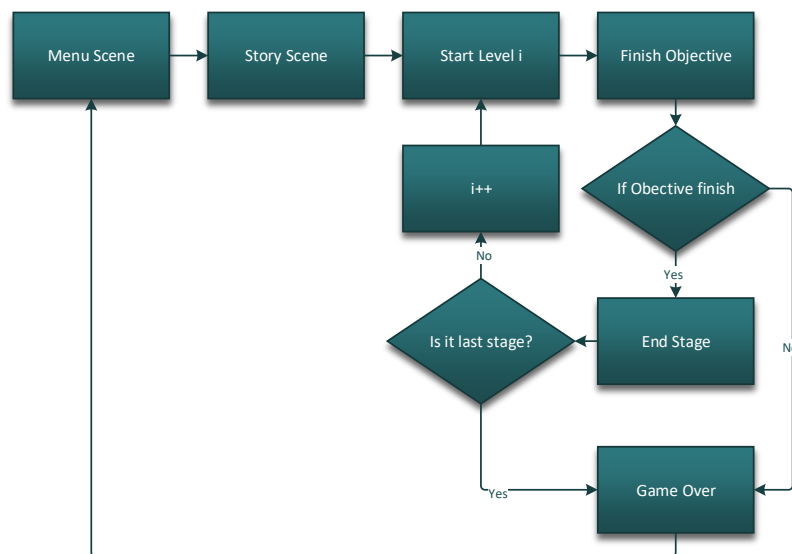 Menu Scene
Story Scene
Start Level i
Finish Objective
i++
If Obective finish
No
Yes
Is it last stage?
End Stage
No
Yes
Game Over